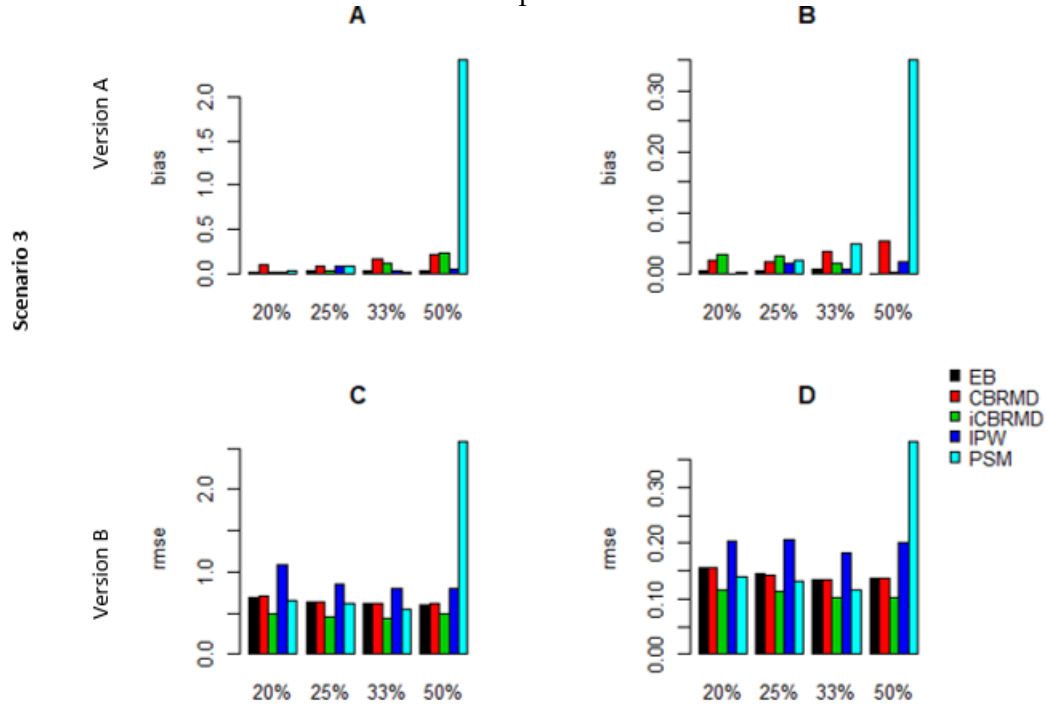 A
B
Scenario 3
Version A
bias
0.0 0.5 1.0 1.5 2.0
20% 25% 33% 50%
bias
0.00 0.10 0.20 0.30
20% 25% 33% 50%
C
D
Version B
rmse
0.0 1.0 2.0
20% 25% 33% 50%
rmse
0.00 0.10 0.20 0.30
20% 25% 33% 50%
EB
CBRMD
iCBRMD
IPW
PSM